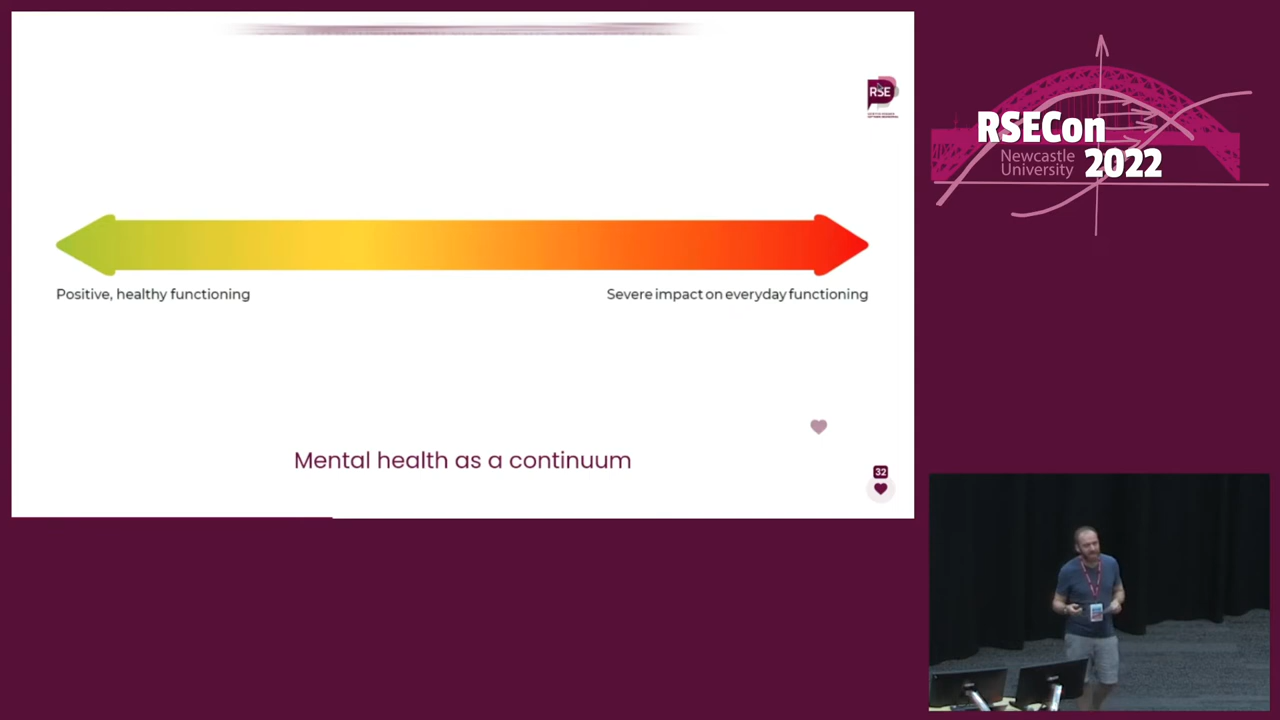 RSE
Positive, healthy functioning
Severe impact on everyday functioning
Mental health as a continuum
32
RSECon
Newcastle
University
2022